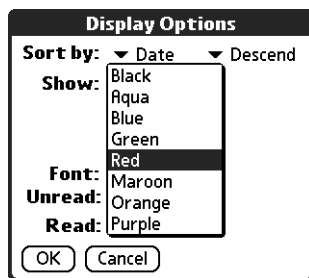 Display Options
Sort by: Date Descend
Show: Black
Aqua
Blue
Green
Red
Font: Maroon
Unread: Orange
Read: Purple
OK Cancel